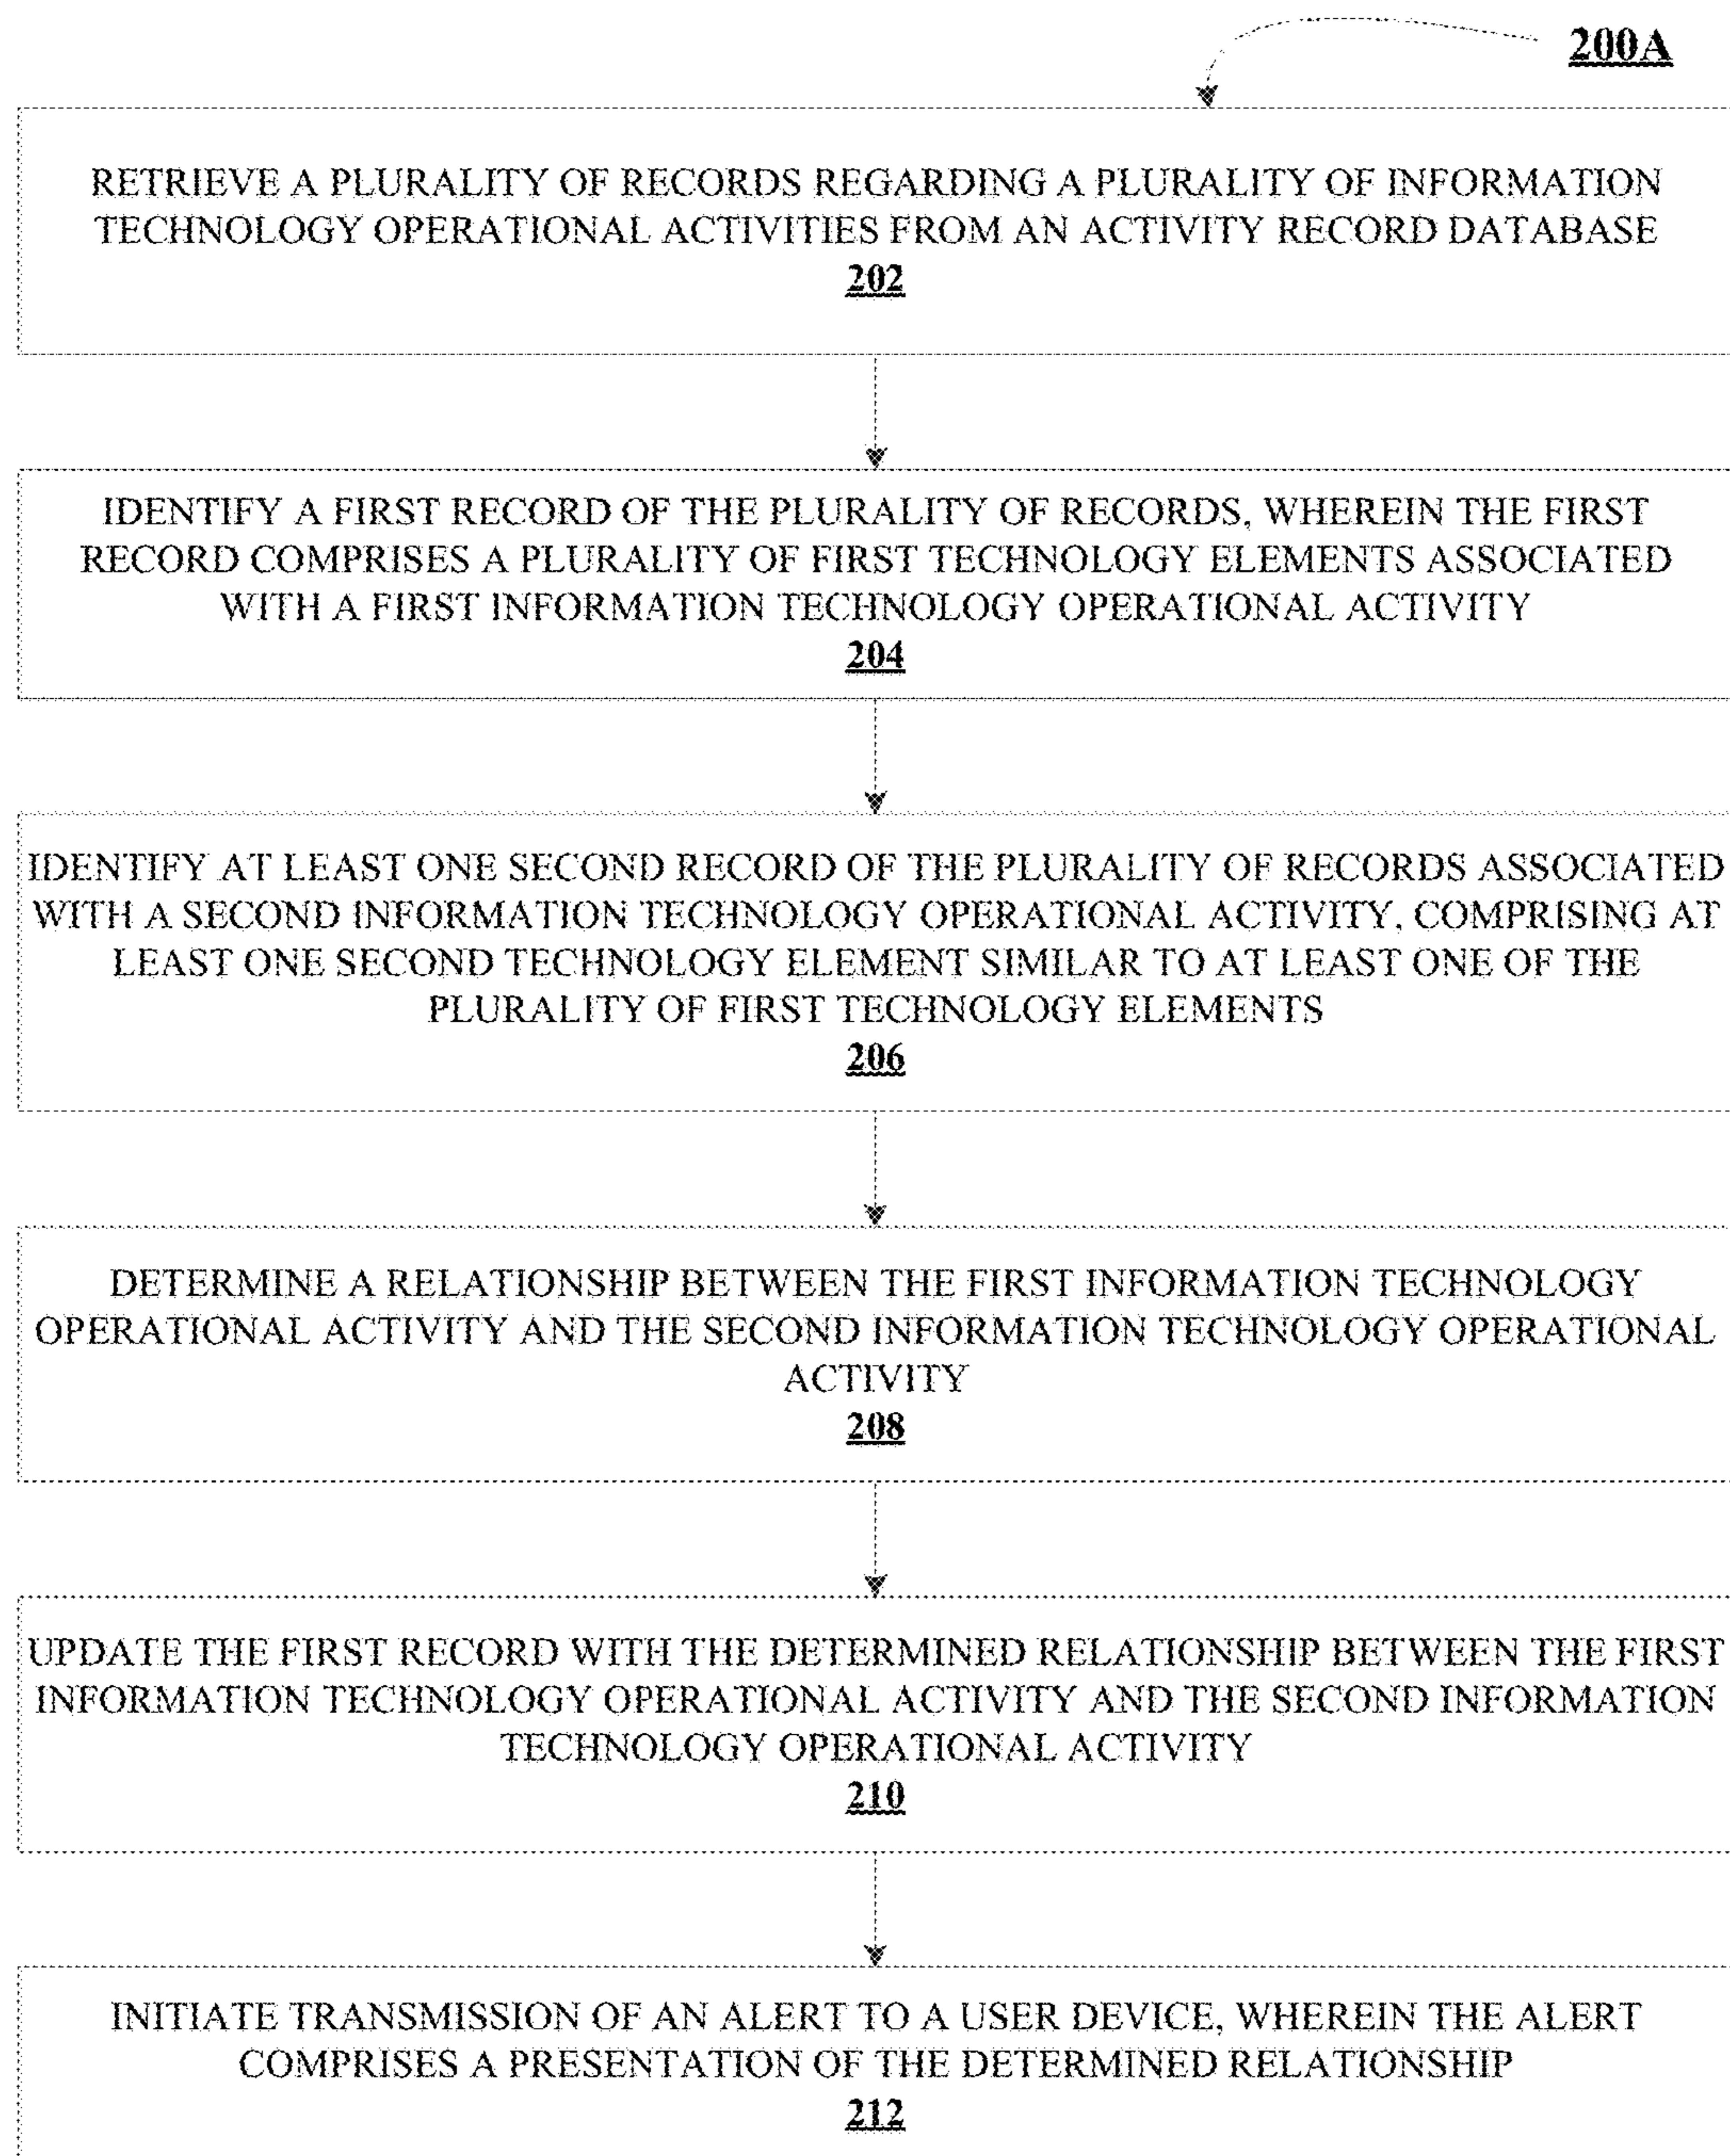 200A
RETRIEVE A PLURALITY OF RECORDS REGARDING A PLURALITY OF INFORMATION
TECHNOLOGY OPERATIONAL ACTIVITIES FROM AN ACTIVITY RECORD DATABASE
202
IDENTIFY A FIRST RECORD OF THE PLURALITY OF RECORDS, WHEREIN THE FIRST
RECORD COMPRISES A PLURALITY OF FIRST TECHNOLOGY ELEMENTS ASSOCIATED
WITH A FIRST INFORMATION TECHNOLOGY OPERATIONAL ACTIVITY
204
IDENTIFY AT LEAST ONE SECOND RECORD OF THE PLURALITY OF RECORDS ASSOCIATED
WITH A SECOND INFORMATION TECHNOLOGY OPERATIONAL ACTIVITY, COMPRISING AT
LEAST ONE SECOND TECHNOLOGY ELEMENT SIMILAR TO AT LEAST ONE OF THE
PLURALITY OF FIRST TECHNOLOGY ELEMENTS
206
DETERMINE A RELATIONSHIP BETWEEN THE FIRST INFORMATION TECHNOLOGY
OPERATIONAL ACTIVITY AND THE SECOND INFORMATION TECHNOLOGY OPERATIONAL
ACTIVITY
208
UPDATE THE FIRST RECORD WITH THE DETERMINED RELATIONSHIP BETWEEN THE FIRST
INFORMATION TECHNOLOGY OPERATIONAL ACTIVITY AND THE SECOND INFORMATION
TECHNOLOGY OPERATIONAL ACTIVITY
210
INITIATE TRANSMISSION OF AN ALERT TO A USER DEVICE, WHEREIN THE ALERT
COMPRISES A PRESENTATION OF THE DETERMINED RELATIONSHIP
212